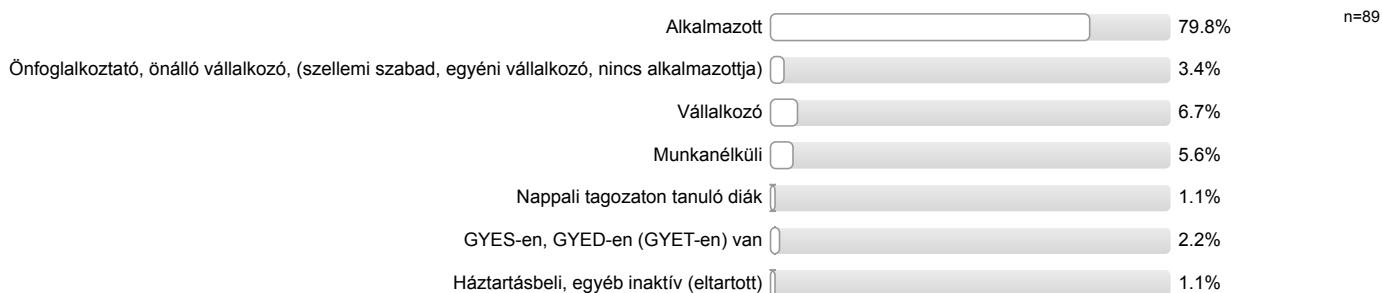 Alkalmazott 79.8% n=89
Önfoglalkoztató, önálló vállalkozó, (szellemi szabad, egyéni vállalkozó, nincs alkalmazottja) 3.4%
Vállalkozó 6.7%
Munkanélküli 5.6%
Nappali tagozaton tanuló diák 1.1%
GYES-en, GYED-en (GYET-en) van 2.2%
Háztartásbeli, egyéb inaktív (eltartott) 1.1%